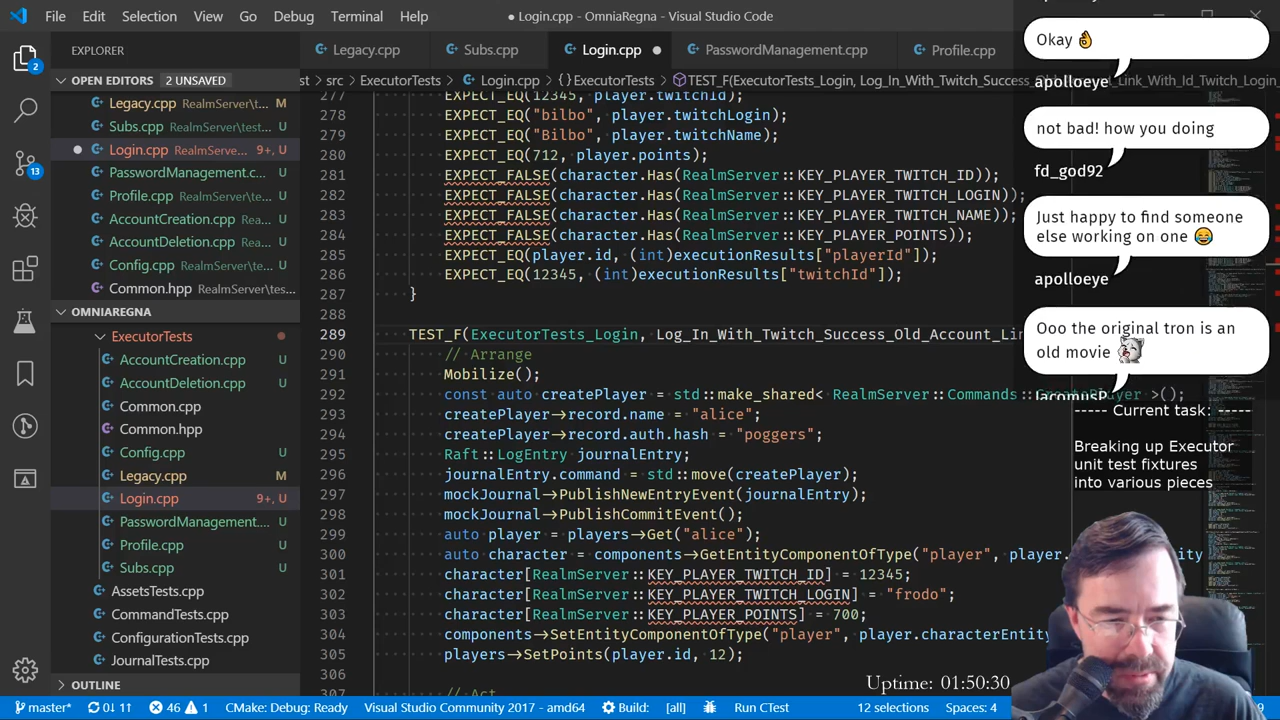 File Edit Selection View Go Debug Terminal Help
● Login.cpp - OmniaRegna - Visual Studio Code
EXPLORER
Legacy.cpp Subs.cpp Login.cpp ● PasswordManagement.cpp Profile.cpp
OPEN EDITORS 2 UNSAVED
st › src › ExecutorTests › Login.cpp › {} ExecutorTests › TEST_F(ExecutorTests_Login, Log_In_With_Twitch_Success_Old_Account_Link_With_Id_Twitch_Login
Legacy.cpp RealmServer\t... M
Subs.cpp RealmServer\test... U
Login.cpp RealmServe... 9+, U
PasswordManagement.c... U
Profile.cpp RealmServer\te... U
AccountCreation.cpp U
AccountDeletion.cpp U
Config.cpp RealmServer\te... U
Common.hpp RealmServer\... U
OMNIAREGNA
ExecutorTests
AccountCreation.cpp U
AccountDeletion.cpp U
Common.cpp U
Common.hpp U
Config.cpp U
Legacy.cpp M
Login.cpp 9+, U
PasswordManagement.... U
Profile.cpp U
Subs.cpp U
AssetsTests.cpp
CommandTests.cpp
ConfigurationTests.cpp
JournalTests.cpp
OUTLINE
277 EXPECT_EQ(12345, player.twitchId);
278 EXPECT_EQ("bilbo", player.twitchLogin);
279 EXPECT_EQ("Bilbo", player.twitchName);
280 EXPECT_EQ(712, player.points);
281 EXPECT_FALSE(character.Has(RealmServer::KEY_PLAYER_TWITCH_ID));
282 EXPECT_FALSE(character.Has(RealmServer::KEY_PLAYER_TWITCH_LOGIN));
283 EXPECT_FALSE(character.Has(RealmServer::KEY_PLAYER_TWITCH_NAME));
284 EXPECT_FALSE(character.Has(RealmServer::KEY_PLAYER_POINTS));
285 EXPECT_EQ(player.id, (int)executionResults["playerId"]);
286 EXPECT_EQ(12345, (int)executionResults["twitchId"]);
287 }
288
289 TEST_F(ExecutorTests_Login, Log_In_With_Twitch_Success_Old_Account_Lin
290 // Arrange
291 Mobilize();
292 const auto createPlayer = std::make_shared< RealmServer::Commands::CreatePlayer >();
293 createPlayer->record.name = "alice";
294 createPlayer->record.auth.hash = "poggers";
295 Raft::LogEntry journalEntry;
296 journalEntry.command = std::move(createPlayer);
297 mockJournal->PublishNewEntryEvent(journalEntry);
298 mockJournal->PublishCommitEvent();
299 auto player = players->Get("alice");
300 auto character = components->GetEntityComponentOfType("player", player.
301 character[RealmServer::KEY_PLAYER_TWITCH_ID] = 12345;
302 character[RealmServer::KEY_PLAYER_TWITCH_LOGIN] = "frodo";
303 character[RealmServer::KEY_PLAYER_POINTS] = 700;
304 components->SetEntityComponentOfType("player", player.characterEntity
305 players->SetPoints(player.id, 12);
306
307 // Act
Okay 👌
apolloeye
not bad! how you doing
fd_god92
Just happy to find someone
else working on one 😂
apolloeye
Ooo the original tron is an
old movie
JacomusP
----- Current task: -----
Breaking up Executor
unit test fixtures
into various pieces
Uptime: 01:50:30
2
13
master* 0↓ 1↑ 46 1 CMake: Debug: Ready Visual Studio Community 2017 - amd64 Build: [all] Run CTest 12 selections Spaces: 4